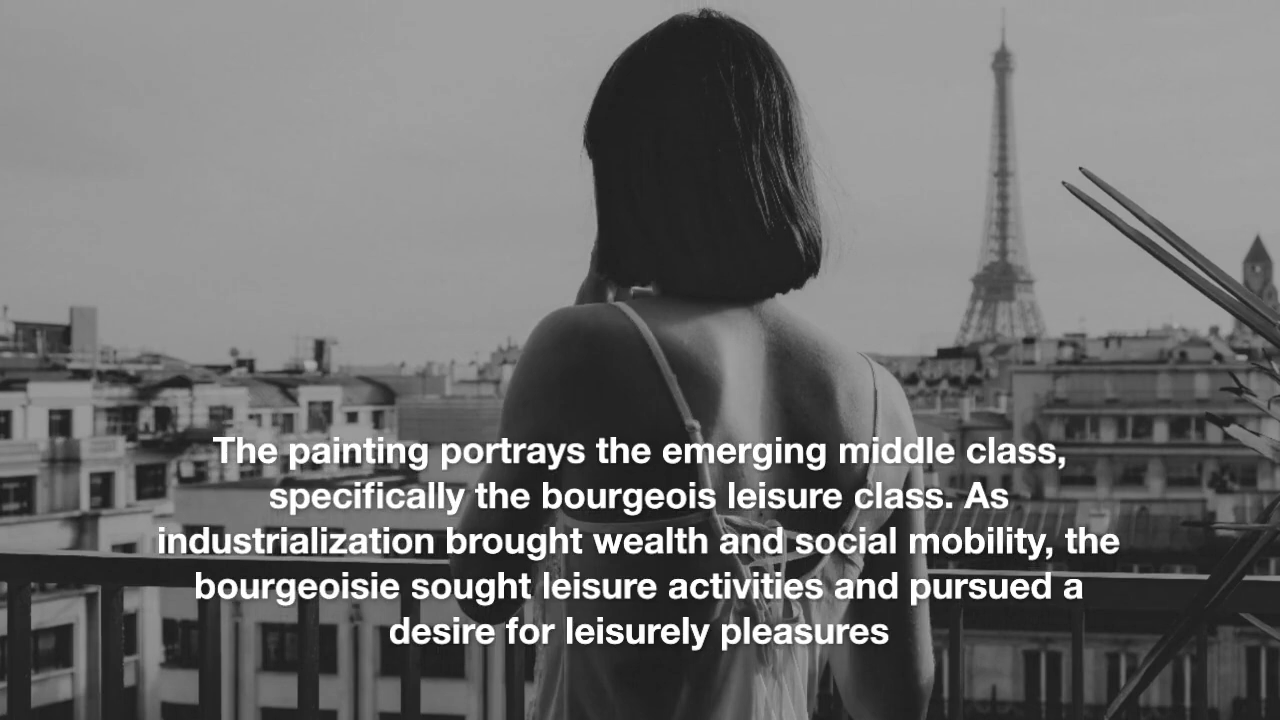 The painting portrays the emerging middle class,
specifically the bourgeois leisure class. As
industrialization brought wealth and social mobility, the
bourgeoisie sought leisure activities and pursued a
desire for leisurely pleasures